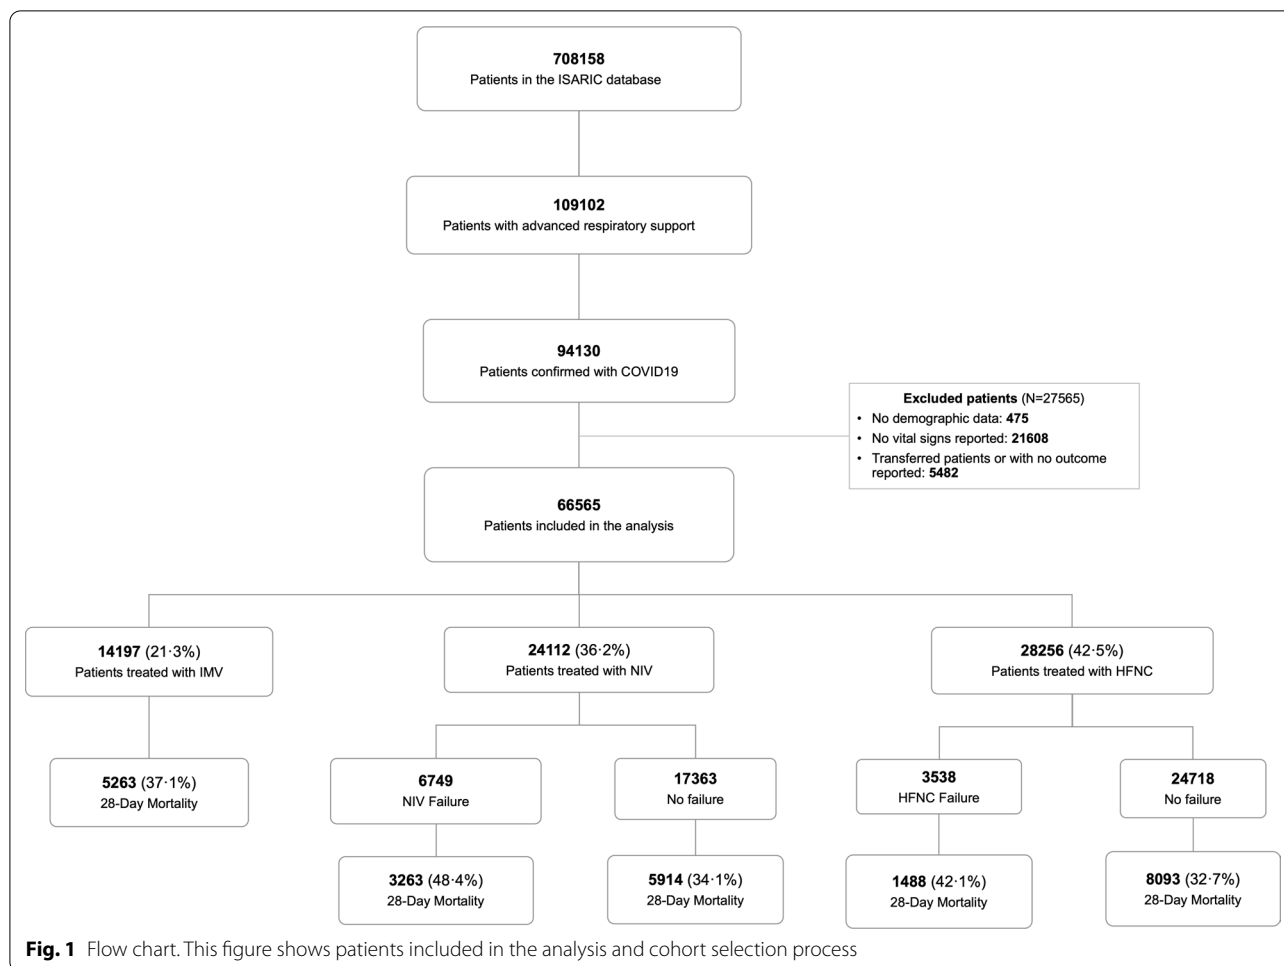 708158
Patients in the ISARIC database
109102
Patients with advanced respiratory support
94130
Patients confirmed with COVID19
Excluded patients (N=27565)
• No demographic data: 475
• No vital signs reported: 21608
• Transferred patients or with no outcome
reported: 5482
66565
Patients included in the analysis
14197 (21·3%)
Patients treated with IMV
24112 (36·2%)
Patients treated with NIV
28256 (42·5%)
Patients treated with HFNC
5263 (37·1%)
28-Day Mortality
6749
NIV Failure
17363
No failure
3538
HFNC Failure
24718
No failure
3263 (48·4%)
28-Day Mortality
5914 (34·1%)
28-Day Mortality
1488 (42·1%)
28-Day Mortality
8093 (32·7%)
28-Day Mortality
Fig. 1 Flow chart. This figure shows patients included in the analysis and cohort selection process